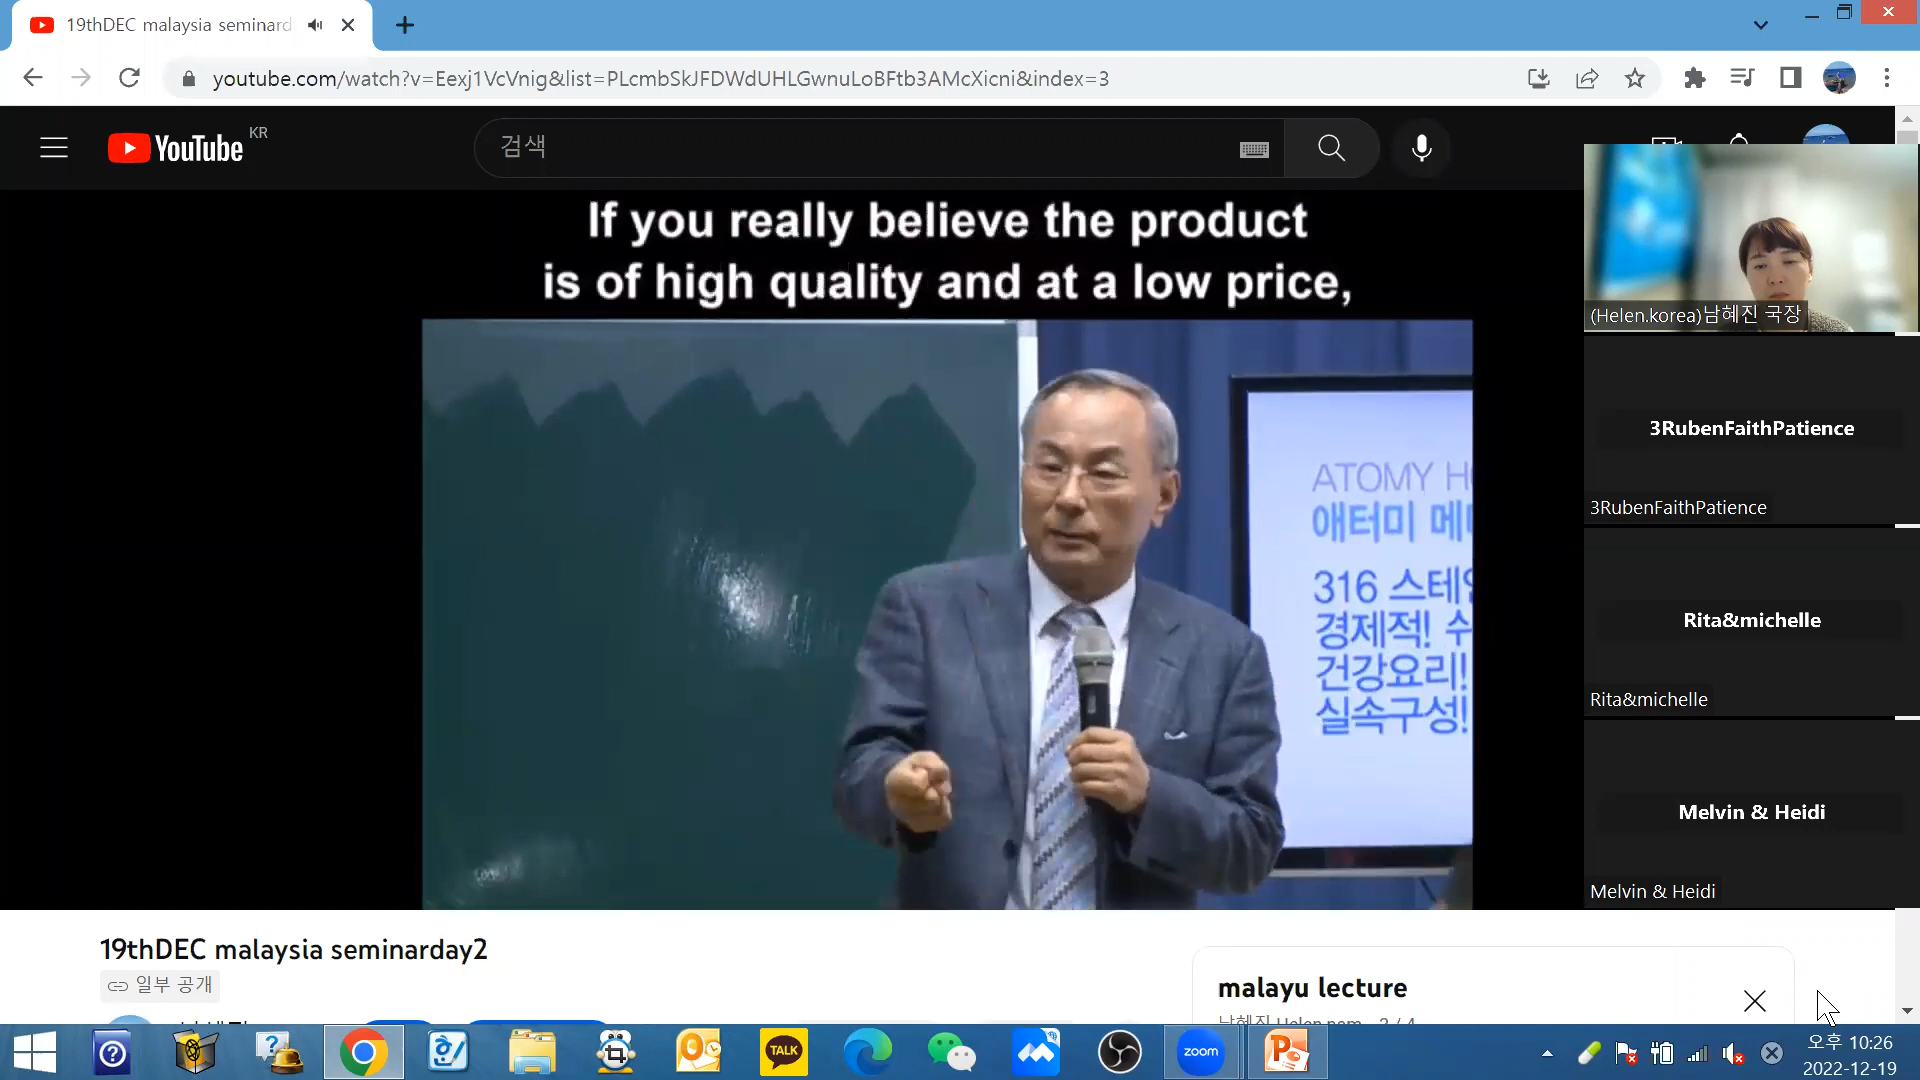 19thDEC malaysia seminard
youtube.com/watch?v=Eexj1VcVnig&list=PLcmbSkJFDWdUHLGwnuLoBFtb3AMcXicni&index=3
YouTube KR
검색
If you really believe the product
is of high quality and at a low price,
ATOMY
애터미
316
경제적!
건강요리!
실속구성!
(Helen.korea)남혜진 국장
3RubenFaithPatience
3RubenFaithPatience
Rita&michelle
Rita&michelle
Melvin & Heidi
Melvin & Heidi
19thDEC malaysia seminarday2
일부 공개
malayu lecture
TALK
zoom
오후 10:26
2022-12-19